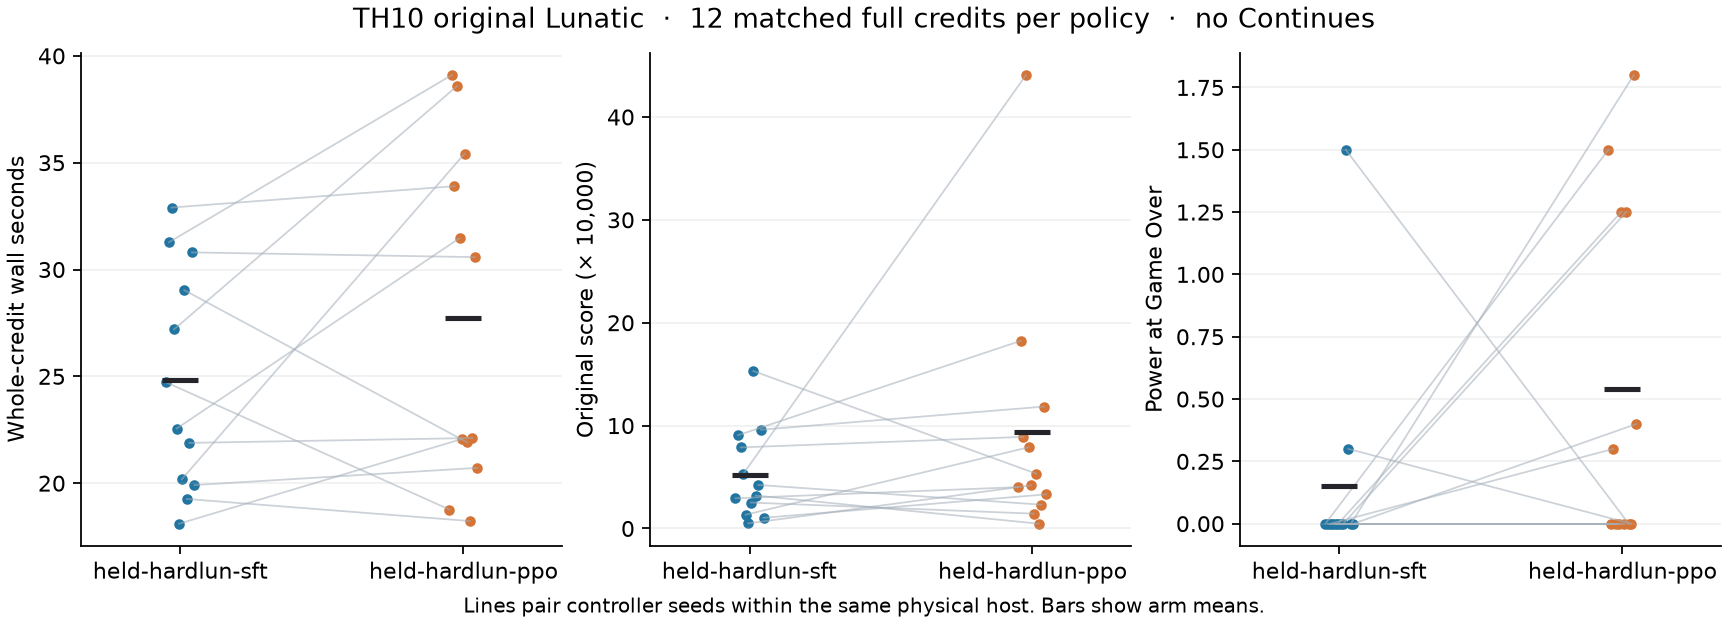 TH10 original Lunatic · 12 matched full credits per policy · no Continues
Whole-credit wall seconds
40
35
30
25
20
held-hardlun-sft
held-hardlun-ppo
Original score (× 10,000)
40
30
20
10
0
held-hardlun-sft
held-hardlun-ppo
Power at Game Over
1.75
1.50
1.25
1.00
0.75
0.50
0.25
0.00
held-hardlun-sft
held-hardlun-ppo
Lines pair controller seeds within the same physical host. Bars show arm means.